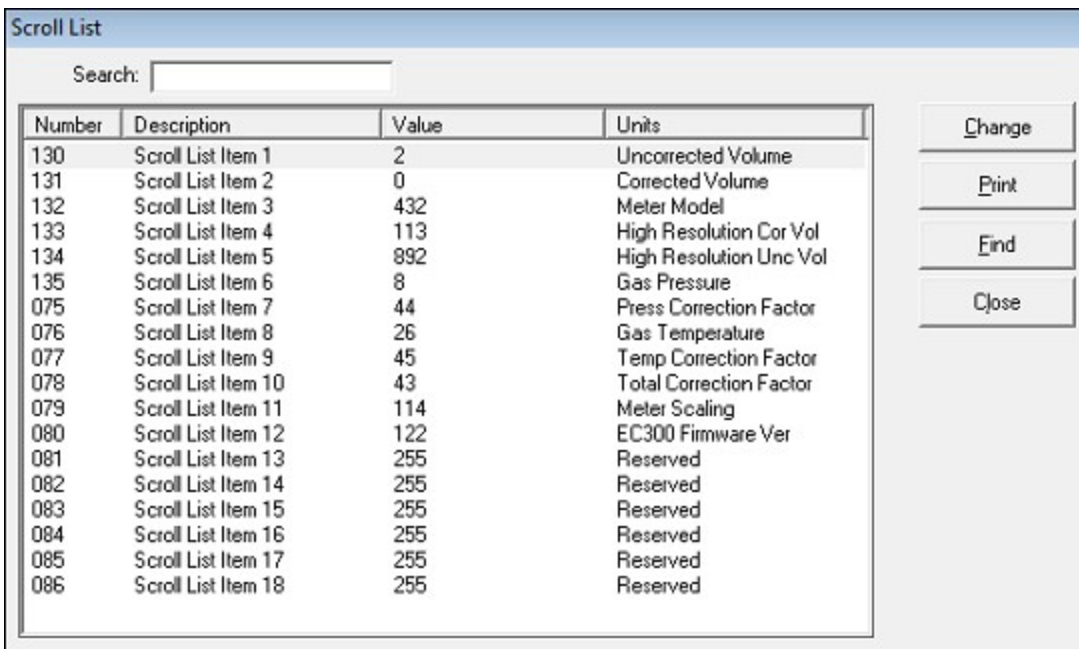 Scroll List
Search:
Number Description Value Units
130 Scroll List Item 1 2 Uncorrected Volume
131 Scroll List Item 2 0 Corrected Volume
132 Scroll List Item 3 432 Meter Model
133 Scroll List Item 4 113 High Resolution Cor Vol
134 Scroll List Item 5 892 High Resolution Unc Vol
135 Scroll List Item 6 8 Gas Pressure
075 Scroll List Item 7 44 Press Correction Factor
076 Scroll List Item 8 26 Gas Temperature
077 Scroll List Item 9 45 Temp Correction Factor
078 Scroll List Item 10 43 Total Correction Factor
079 Scroll List Item 11 114 Meter Scaling
080 Scroll List Item 12 122 EC300 Firmware Ver
081 Scroll List Item 13 255 Reserved
082 Scroll List Item 14 255 Reserved
083 Scroll List Item 15 255 Reserved
084 Scroll List Item 16 255 Reserved
085 Scroll List Item 17 255 Reserved
086 Scroll List Item 18 255 Reserved
Change
Print
Find
Close